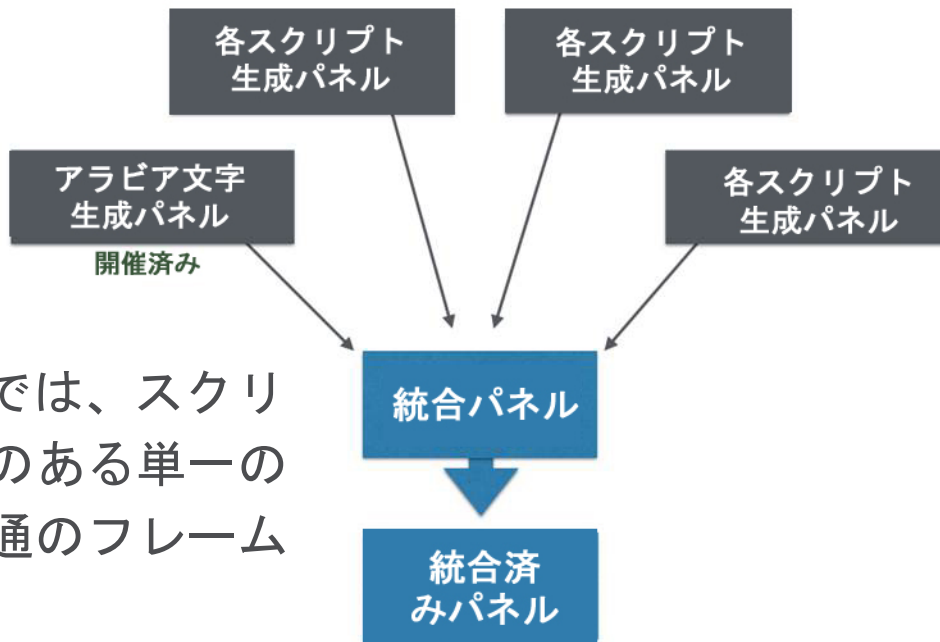 各スクリプト
生成パネル
各スクリプト
生成パネル
アラビア文字
生成パネル
開催済み
各スクリプト
生成パネル
では、スクリ
のある単一の
通のフレーム
統合パネル
統合済
みパネル